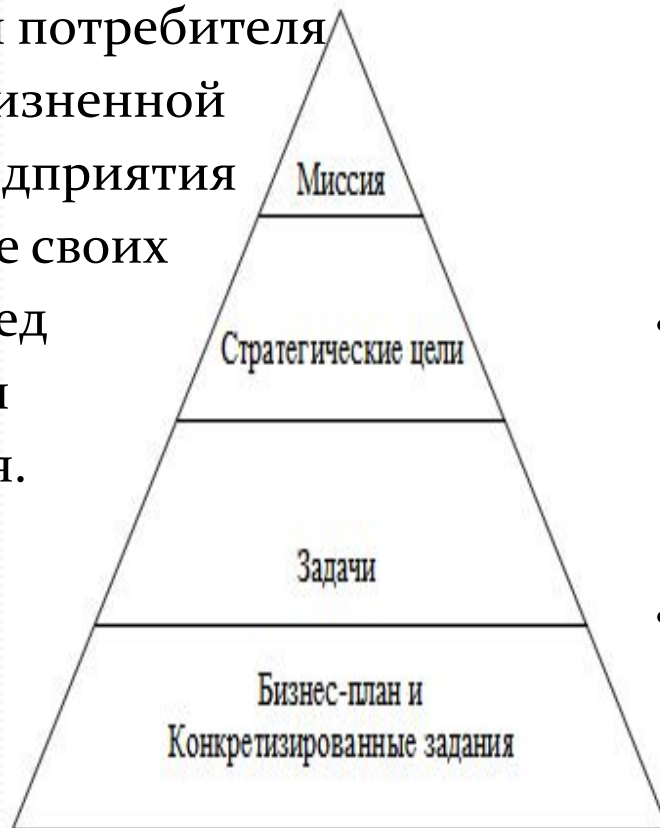 потребителя
изненной
дприятия
е своих
ед
я.
Миссия
Стратегические цели
Задачи
Бизнес-план и
Конкретизированные задания